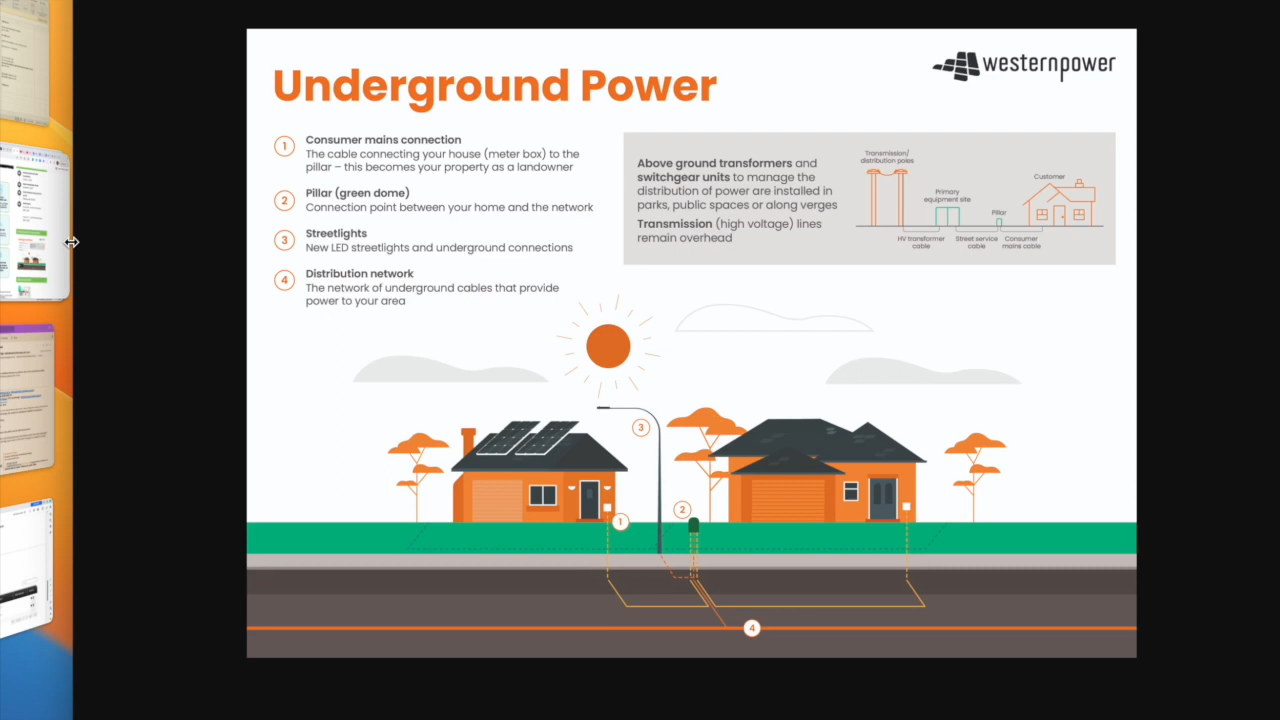 Underground Power
westernpower
1
Consumer mains connection
The cable connecting your house (meter box) to the
pillar – this becomes your property as a landowner
2
Pillar (green dome)
Connection point between your home and the network
3
Streetlights
New LED streetlights and underground connections
4
Distribution network
The network of underground cables that provide
power to your area
Above ground transformers and
switchgear units to manage the
distribution of power are installed in
parks, public spaces or along verges
Transmission (high voltage) lines
remain overhead
Transmission/
distribution poles
Primary
equipment site
Pillar
Customer
HV transformer
cable
Street service
cable
Consumer
mains cable
3
2
1
4